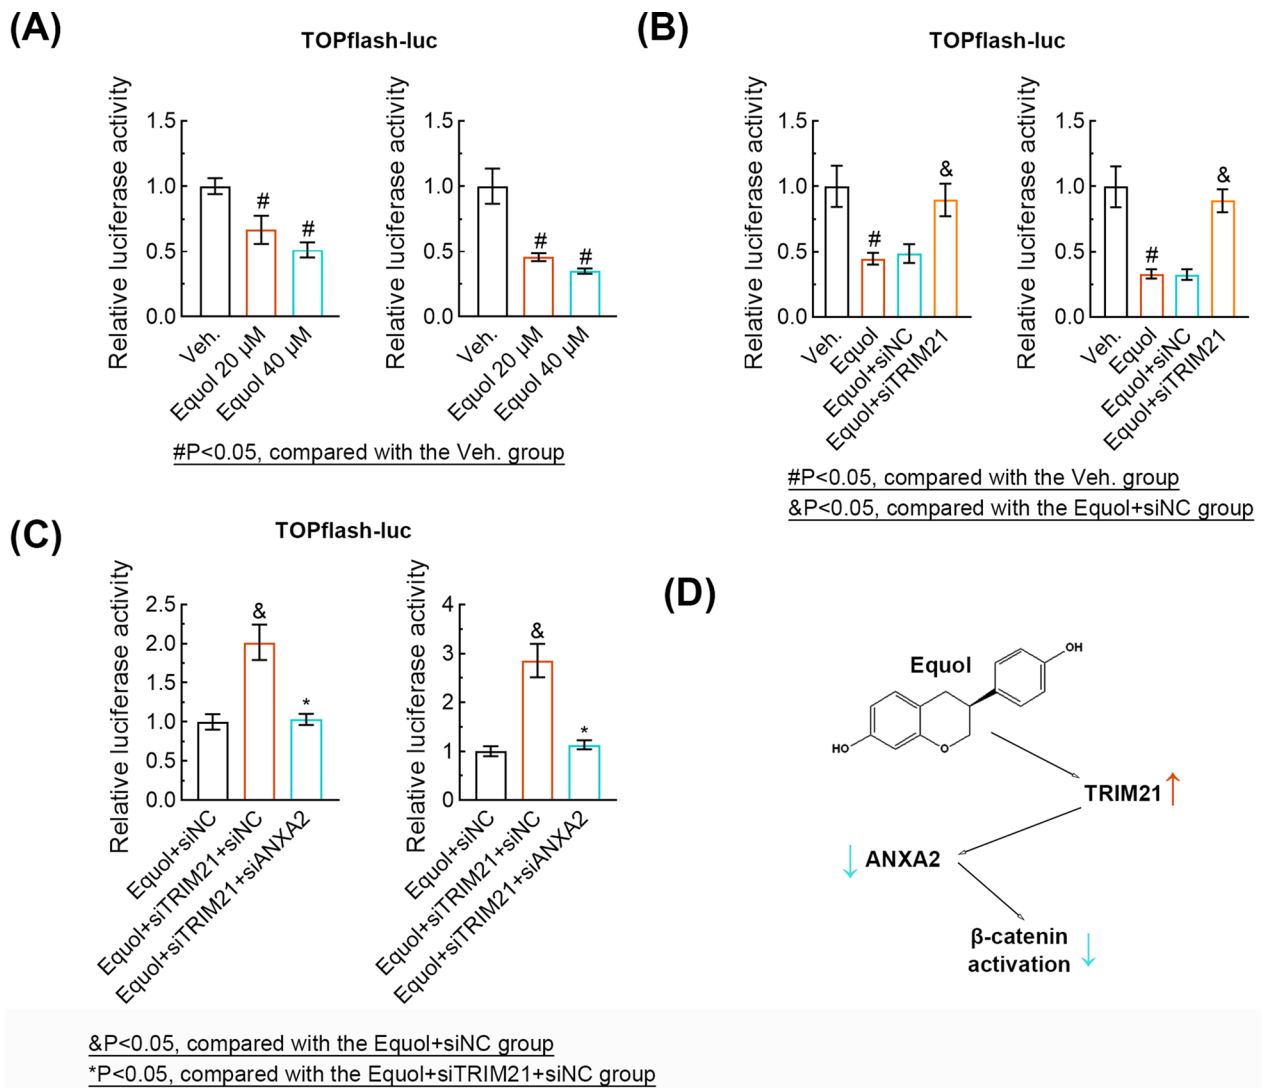 (A)
TOPflash-luc
Relative luciferase activity
1.5
1.0
0.5
0.0
#
#
Veh.
Equol 20 µM
Equol 40 µM
Relative luciferase activity
1.5
1.0
0.5
0.0
#
#
Veh.
Equol 20 µM
Equol 40 µM
#P<0.05, compared with the Veh. group
(B)
TOPflash-luc
Relative luciferase activity
1.5
1.0
0.5
0.0
#
&
Veh.
Equol
Equol+siNC
Equol+siTRIM21
Relative luciferase activity
1.5
1.0
0.5
0.0
#
&
Veh.
Equol
Equol+siNC
Equol+siTRIM21
#P<0.05, compared with the Veh. group
&P<0.05, compared with the Equol+siNC group
(C)
TOPflash-luc
Relative luciferase activity
2.5
2.0
1.5
1.0
0.5
0.0
&
*
Equol+siNC
Equol+siTRIM21+siNC
Equol+siTRIM21+siANXA2
Relative luciferase activity
4
3
2
1
0
&
*
Equol+siNC
Equol+siTRIM21+siNC
Equol+siTRIM21+siANXA2
&P<0.05, compared with the Equol+siNC group
*P<0.05, compared with the Equol+siTRIM21+siNC group
(D)
Equol
OH
HO
O
TRIM21
ANXA2
β-catenin
activation